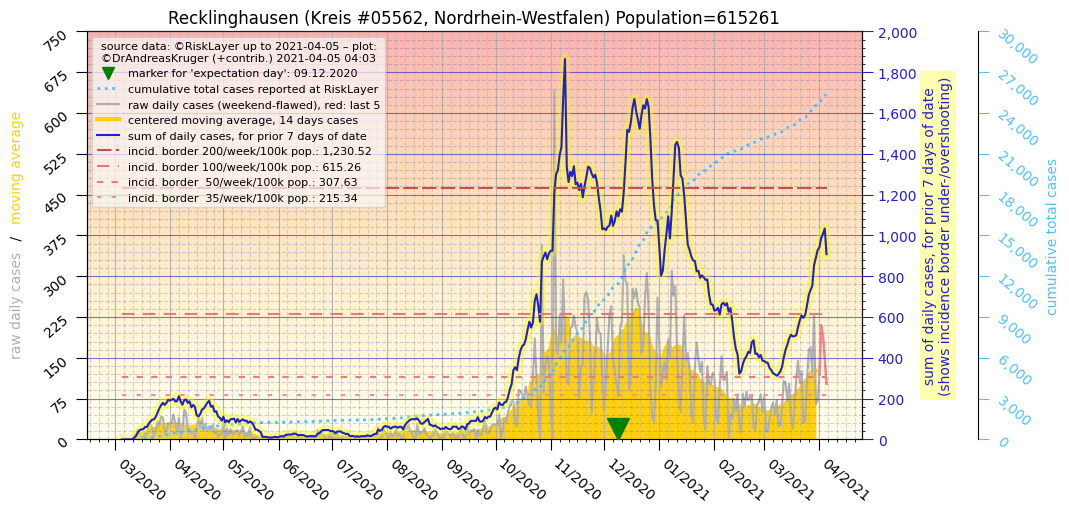 Recklinghausen (Kreis #05562, Nordrhein-Westfalen) Population=615261
source data: ©RiskLayer up to 2021-04-05 – plot:
©DrAndreasKruger (+contrib.) 2021-04-05 04:03
marker for 'expectation day': 09.12.2020
cumulative total cases reported at RiskLayer
raw daily cases (weekend-flawed), red: last 5
centered moving average, 14 days cases
sum of daily cases, for prior 7 days of date
incid. border 200/week/100k pop.: 1,230.52
incid. border 100/week/100k pop.: 615.26
incid. border  50/week/100k pop.: 307.63
incid. border  35/week/100k pop.: 215.34
raw daily cases / moving average
750
675
600
525
450
375
300
225
150
75
0
03/2020
04/2020
05/2020
06/2020
07/2020
08/2020
09/2020
10/2020
11/2020
12/2020
01/2021
02/2021
03/2021
04/2021
2,000
1,800
1,600
1,400
1,200
1,000
800
600
400
200
0
sum of daily cases, for prior 7 days of date
(shows incidence border under-/overshooting)
30,000
27,000
24,000
21,000
18,000
15,000
12,000
9,000
6,000
3,000
0
cumulative total cases